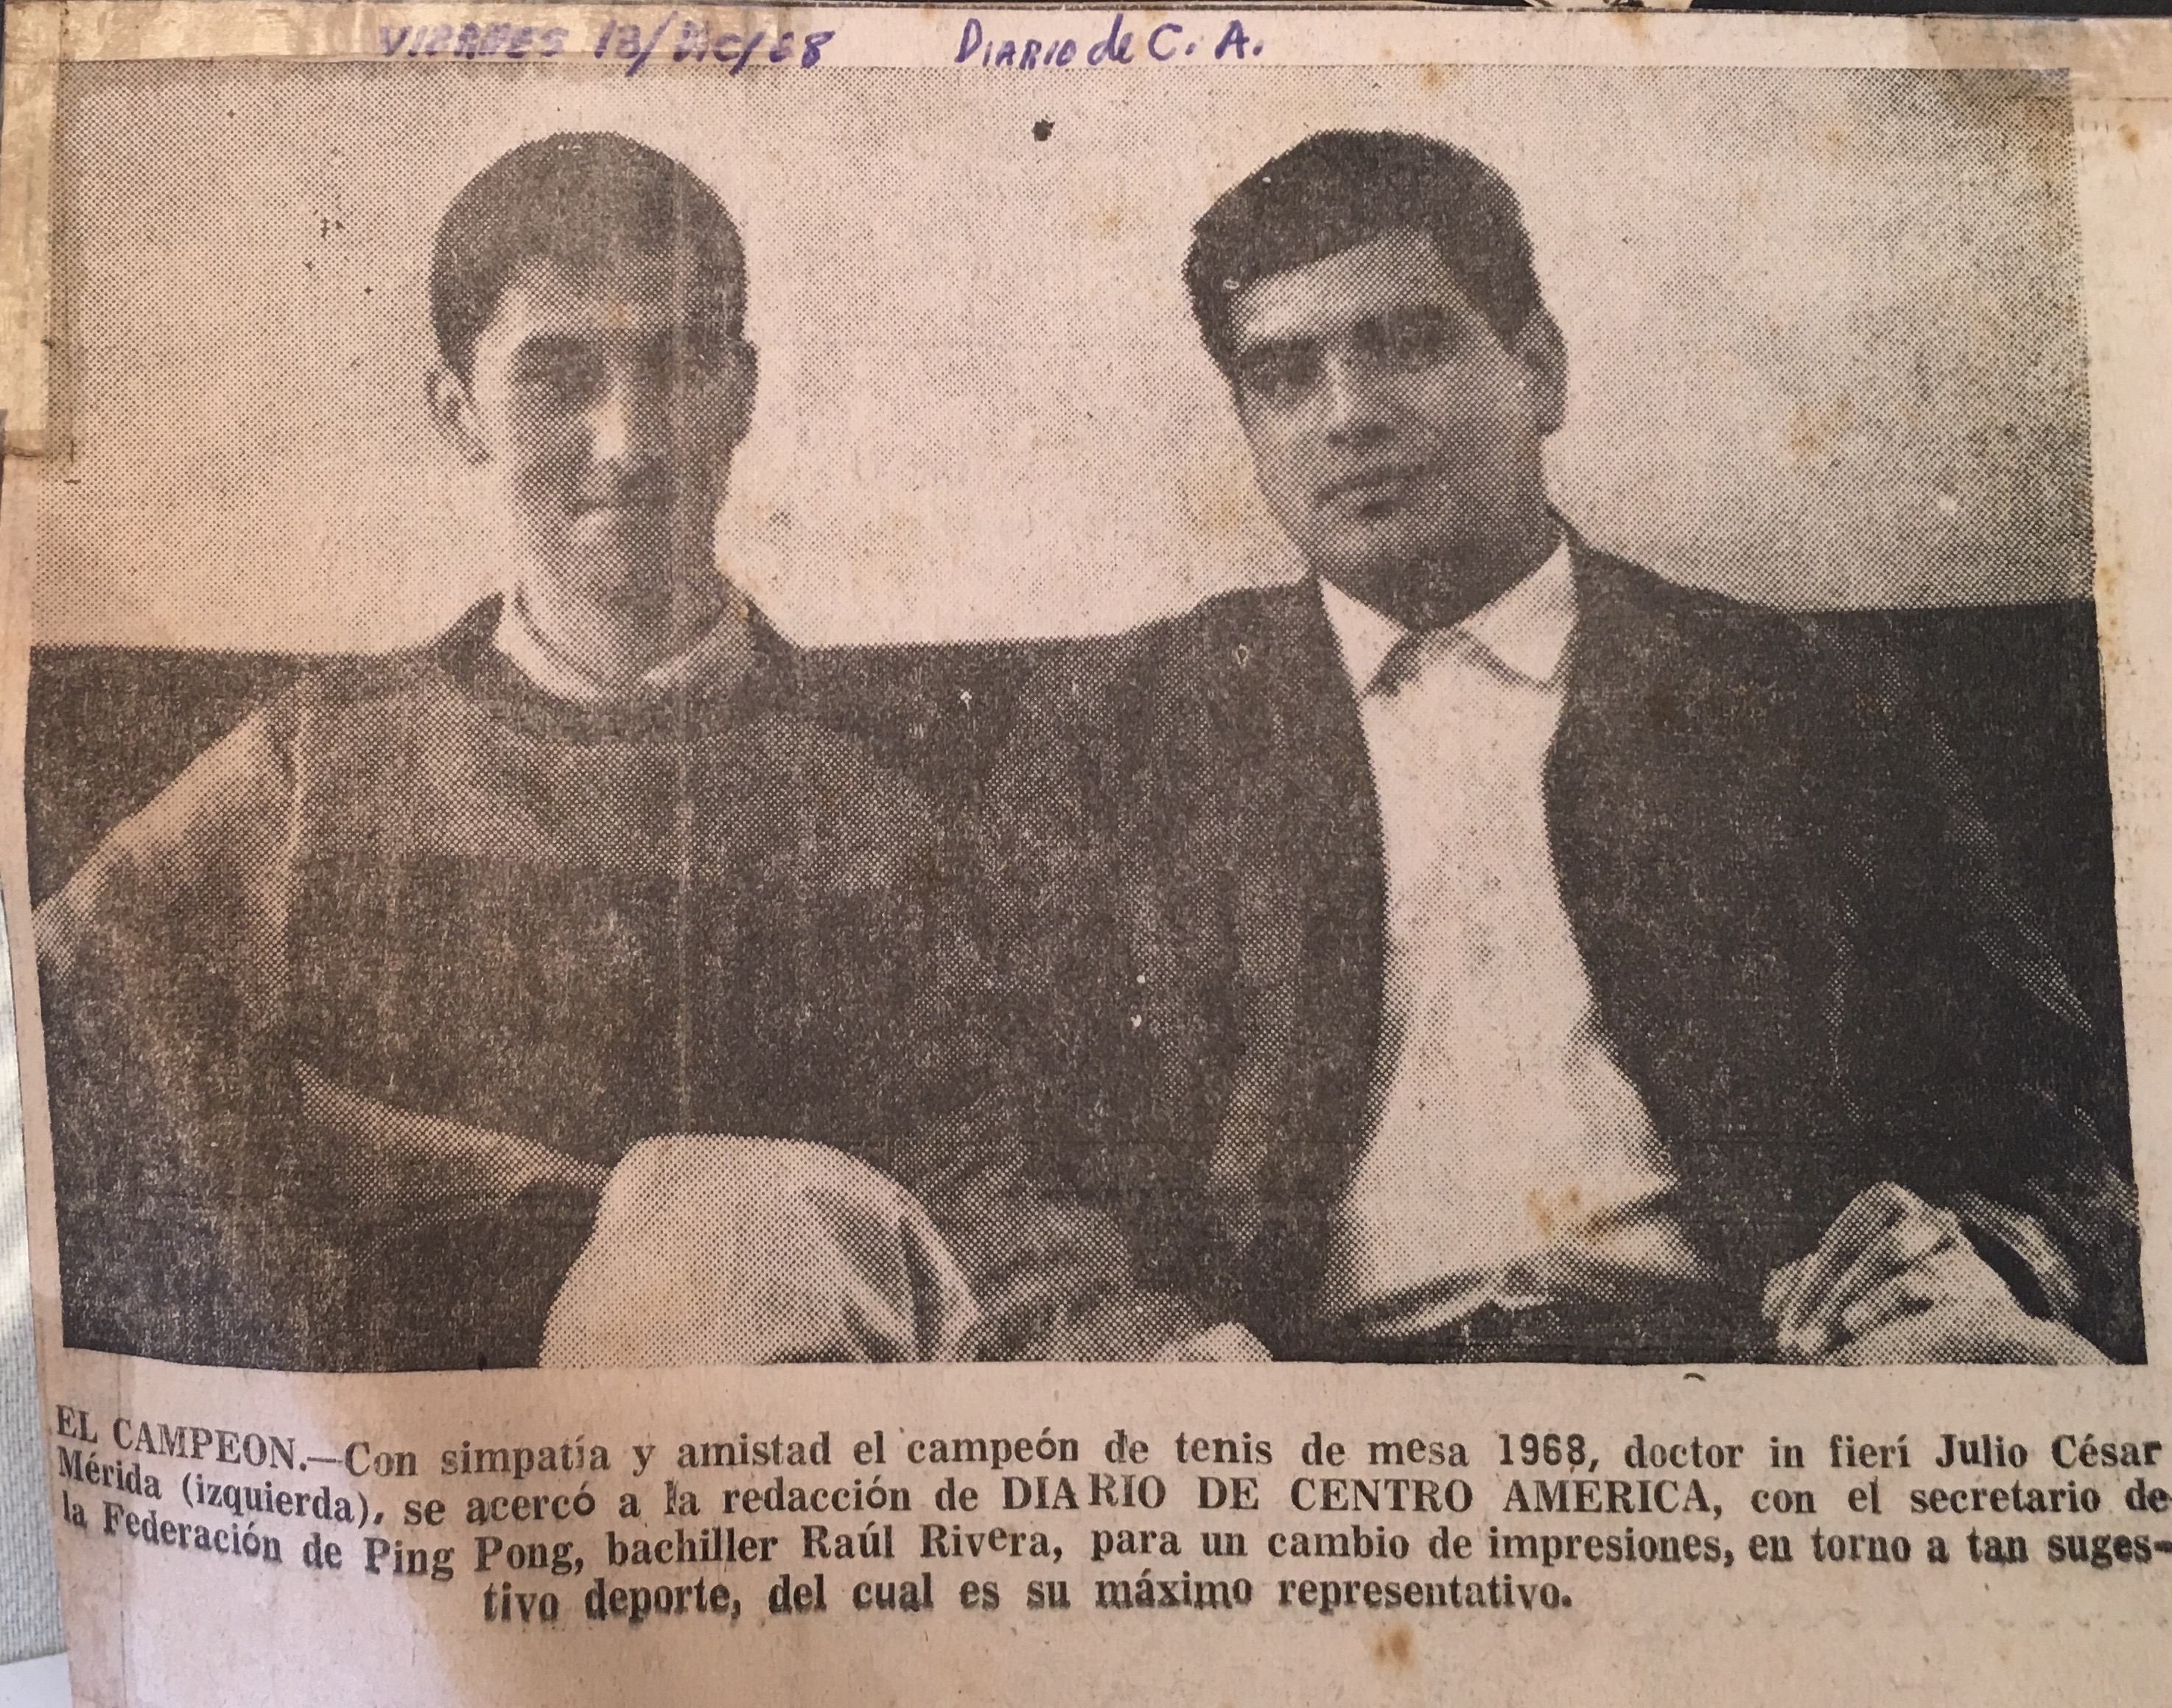 VIERNES 13/DIC/68 DIARIO de C. A.
EL CAMPEON.—Con simpatía y amistad el campeón de tenis de mesa 1968, doctor in fierí Julio César
Mérida (izquierda), se acercó a la redacción de DIARIO DE CENTRO AMERICA, con el secretario de
la Federación de Ping Pong, bachiller Raúl Rivera, para un cambio de impresiones, en torno a tan suges-
tivo deporte, del cual es su máximo representativo.